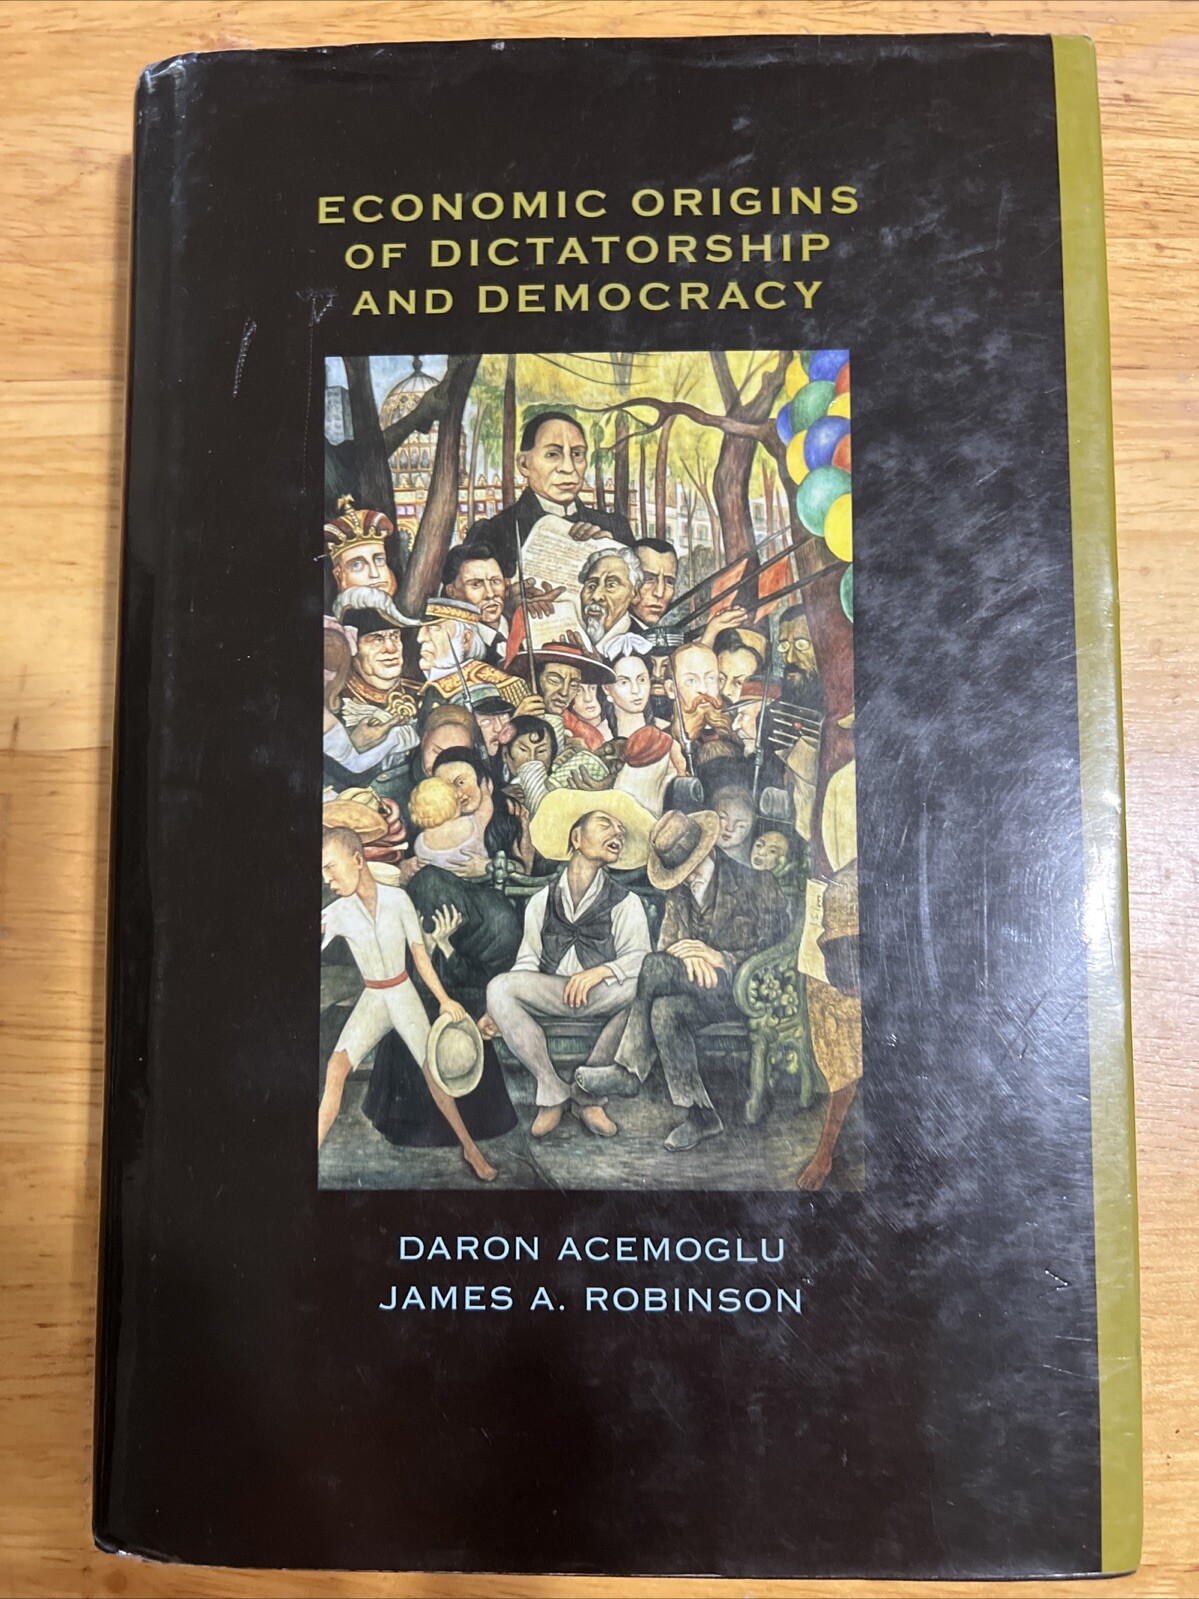 ECONOMIC ORIGINS
OF DICTATORSHIP
AND DEMOCRACY
DARON ACEMOGLU
JAMES A. ROBINSON